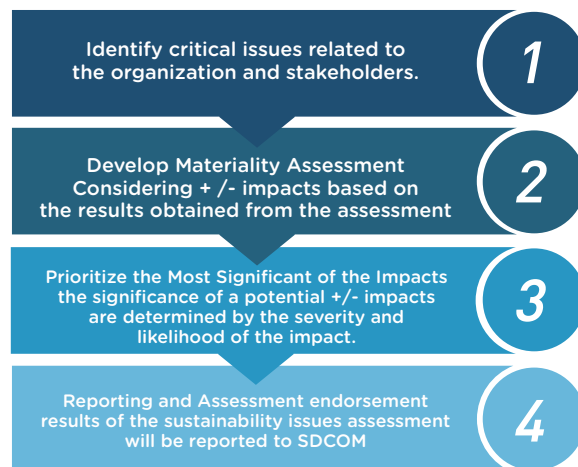 Identify critical issues related to
the organization and stakeholders.
1
Develop Materiality Assessment
Considering + /- impacts based on
the results obtained from the assessment
2
Prioritize the Most Significant of the Impacts
the significance of a potential +/- impacts
are determined by the severity and
likelihood of the impact.
3
Reporting and Assessment endorsement
results of the sustainability issues assessment
will be reported to SDCOM
4